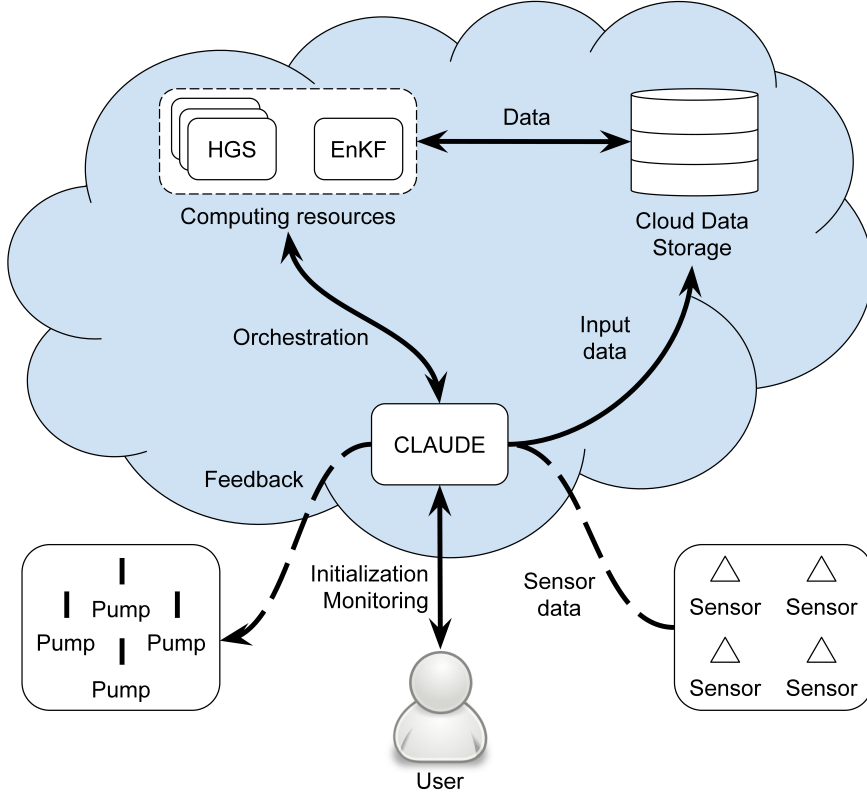 HGS
EnKF
Data
Computing resources
Cloud Data
Storage
Orchestration
Input
data
CLAUDE
Feedback
Initialization
Monitoring
Sensor
data
Pump
Pump
Pump
Pump
Sensor
Sensor
Sensor
Sensor
User